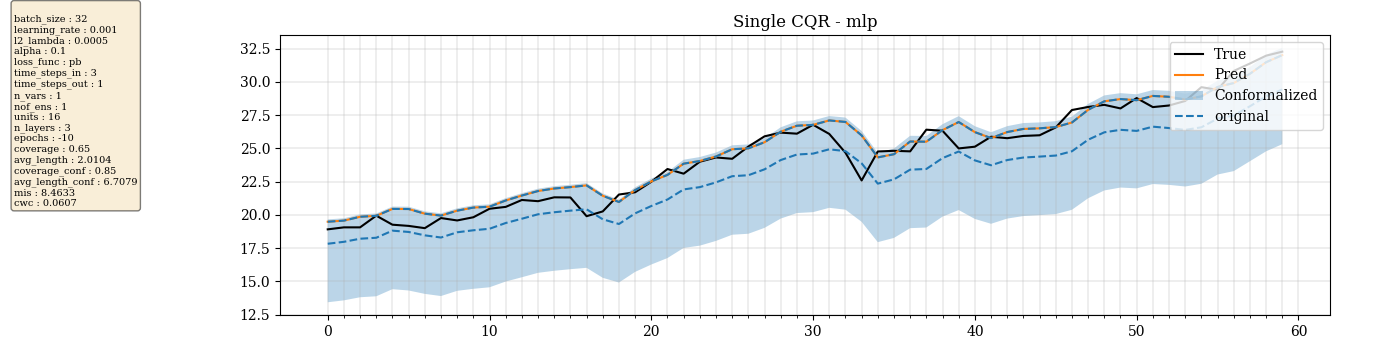 batch_size : 32
learning_rate : 0.001
l2_lambda : 0.0005
alpha : 0.1
loss_func : pb
time_steps_in : 3
time_steps_out : 1
n_vars : 1
nof_ens : 1
units : 16
n_layers : 3
epochs : -10
coverage : 0.65
avg_length : 2.0104
coverage_conf : 0.85
avg_length_conf : 6.7079
mis : 8.4633
cwc : 0.0607
Single CQR - mlp
32.5
30.0
27.5
25.0
22.5
20.0
17.5
15.0
12.5
True
Pred
Conformalized
original
0 10 20 30 40 50 60